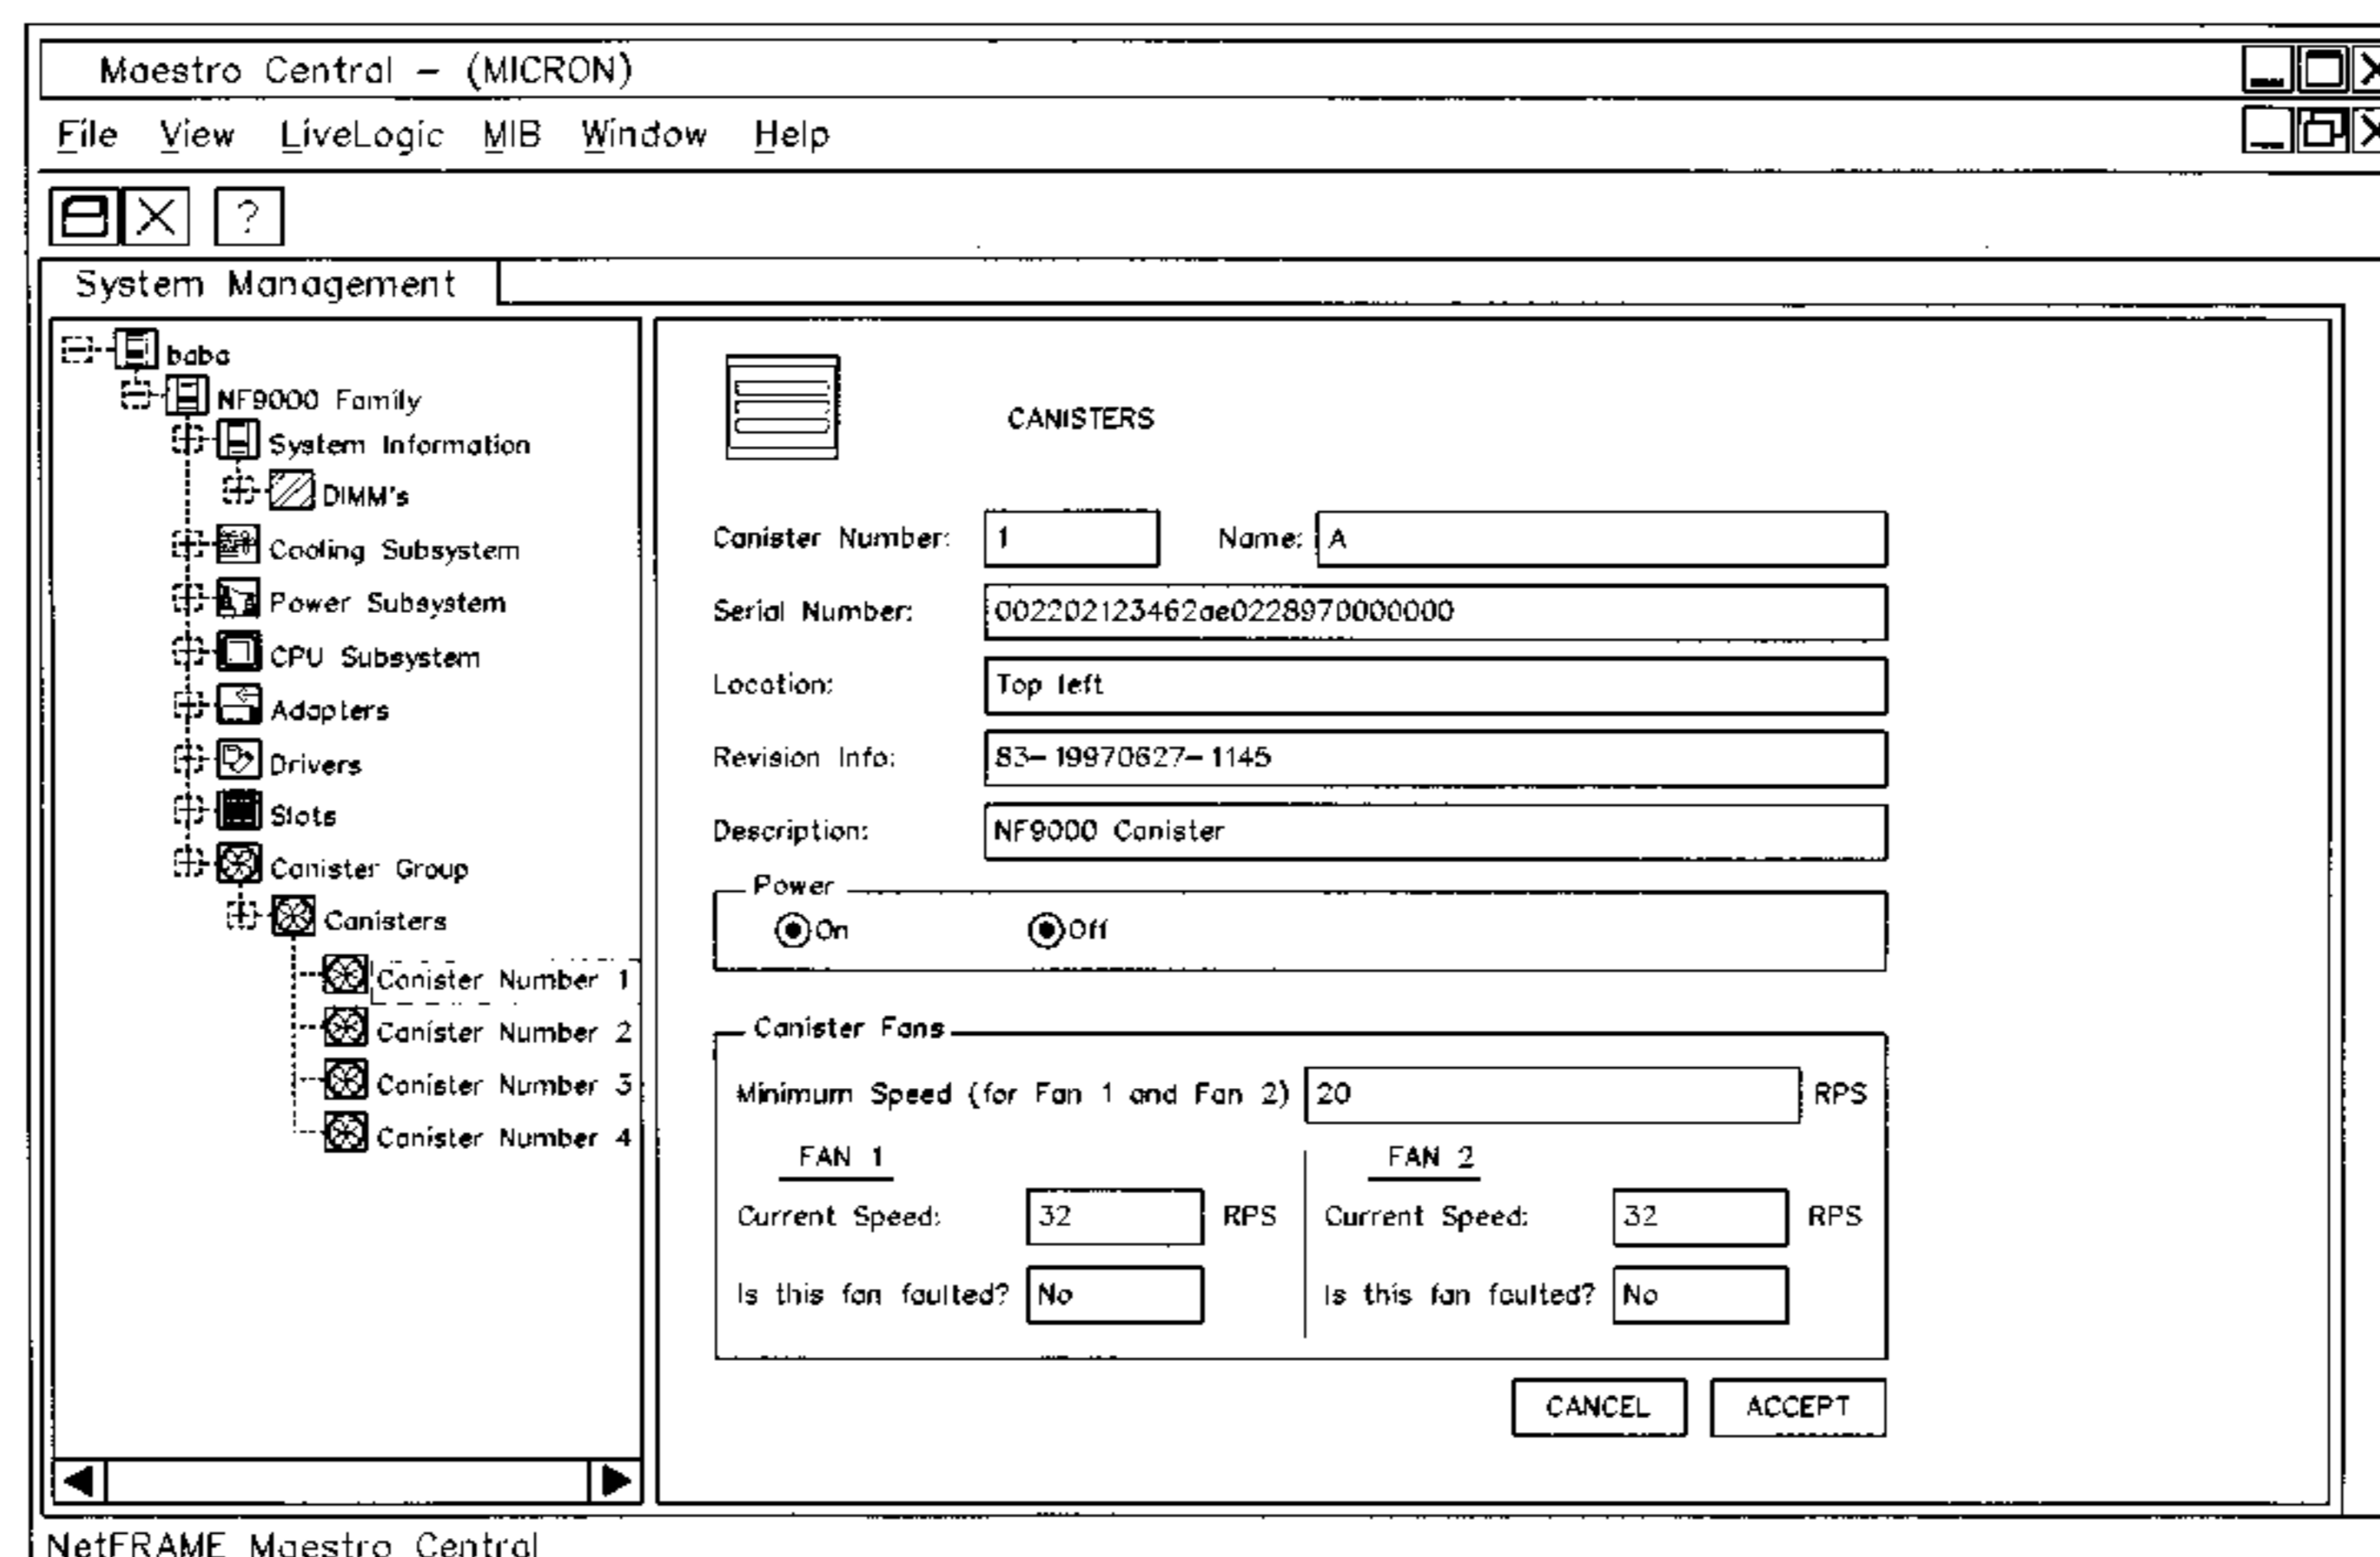 Maestro Central – (MICRON)
File View LiveLogic MIB Window Help
?
System Management
baba
NF9000 Family
System Information
DIMM's
Cooling Subsystem
Power Subsystem
CPU Subsystem
Adapters
Drivers
Slots
Canister Group
Canisters
Canister Number 1
Canister Number 2
Canister Number 3
Canister Number 4
CANISTERS
Canister Number: 1 Name: A
Serial Number: 002202123462ae0228970000000
Location: Top left
Revision Info: 83–19970627–1145
Description: NF9000 Canister
Power
On Off
Canister Fans
Minimum Speed (for Fan 1 and Fan 2) 20 RPS
FAN 1 FAN 2
Current Speed: 32 RPS Current Speed: 32 RPS
Is this fan faulted? No Is this fan faulted? No
CANCEL ACCEPT
NetFRAME Maestro Central